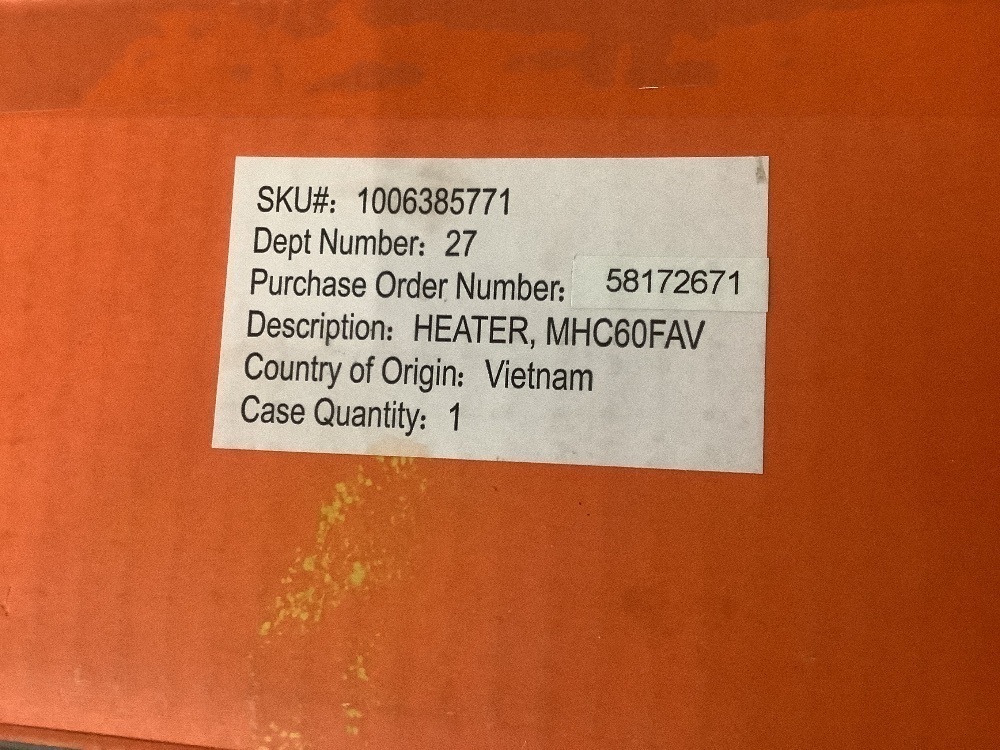 SKU#: 1006385771
Dept Number: 27
Purchase Order Number: 58172671
Description: HEATER, MHC60FAV
Country of Origin: Vietnam
Case Quantity: 1